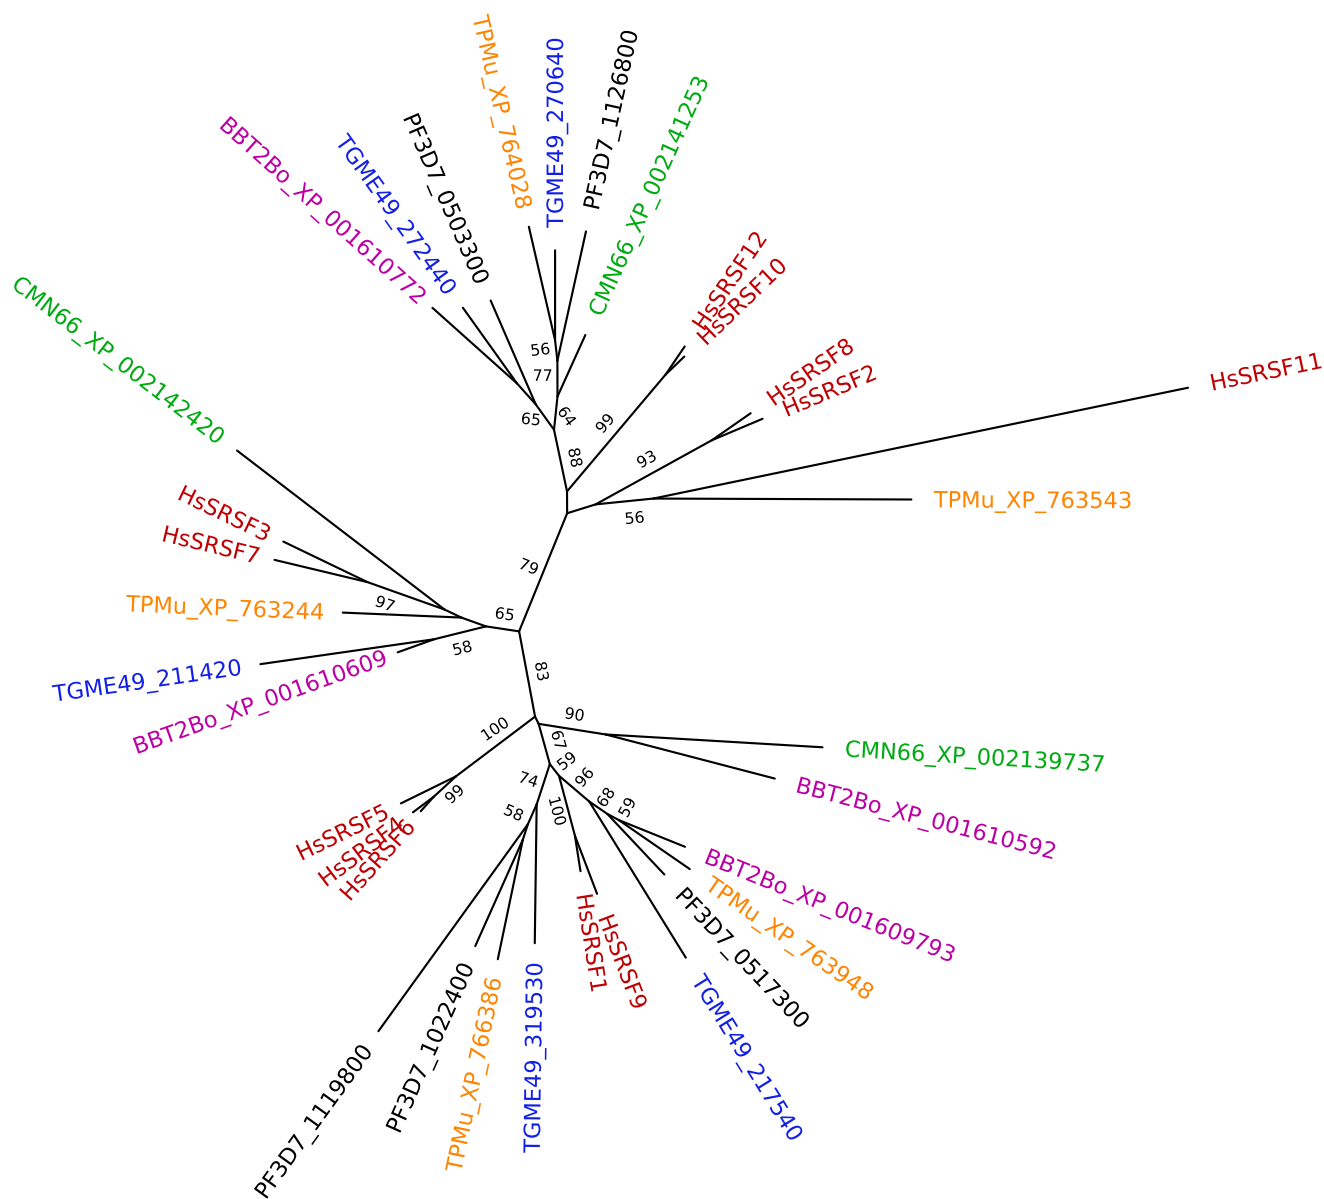 TPMu_XP_764028
TGME49_270640
PF3D7_1126800
CMN66_XP_002141253
PF3D7_0503300
TGME49_272440
BBT2Bo_XP_001610772
HsSRSF12
HsSRSF10
HsSRSF8
HsSRSF2
HsSRSF11
TPMu_XP_763543
56
77
65
64
99
88
93
56
CMN66_XP_002142420
HsSRSF3
HsSRSF7
TPMu_XP_763244
TGME49_211420
BBT2Bo_XP_001610609
79
97
65
58
83
90
100
67
59
96
68
59
74
99
58
100
CMN66_XP_002139737
BBT2Bo_XP_001610592
BBT2Bo_XP_001609793
TPMu_XP_763948
PF3D7_0517300
TGME49_217540
HsSRSF5
HsSRSF4
HsSRSF6
HsSRSF1
HsSRSF9
TGME49_319530
TPMu_XP_766386
PF3D7_1022400
PF3D7_1119800